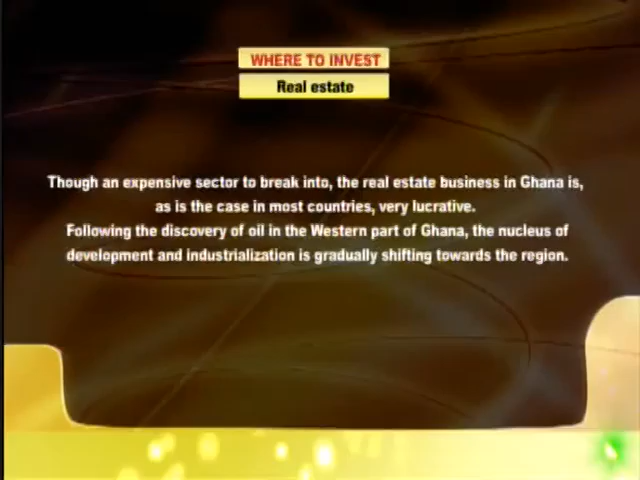 WHERE TO INVEST
Real estate
Though an expensive sector to break into, the real estate business in Ghana is,
as is the case in most countries, very lucrative.
Following the discovery of oil in the Western part of Ghana, the nucleus of
development and industrialization is gradually shifting towards the region.